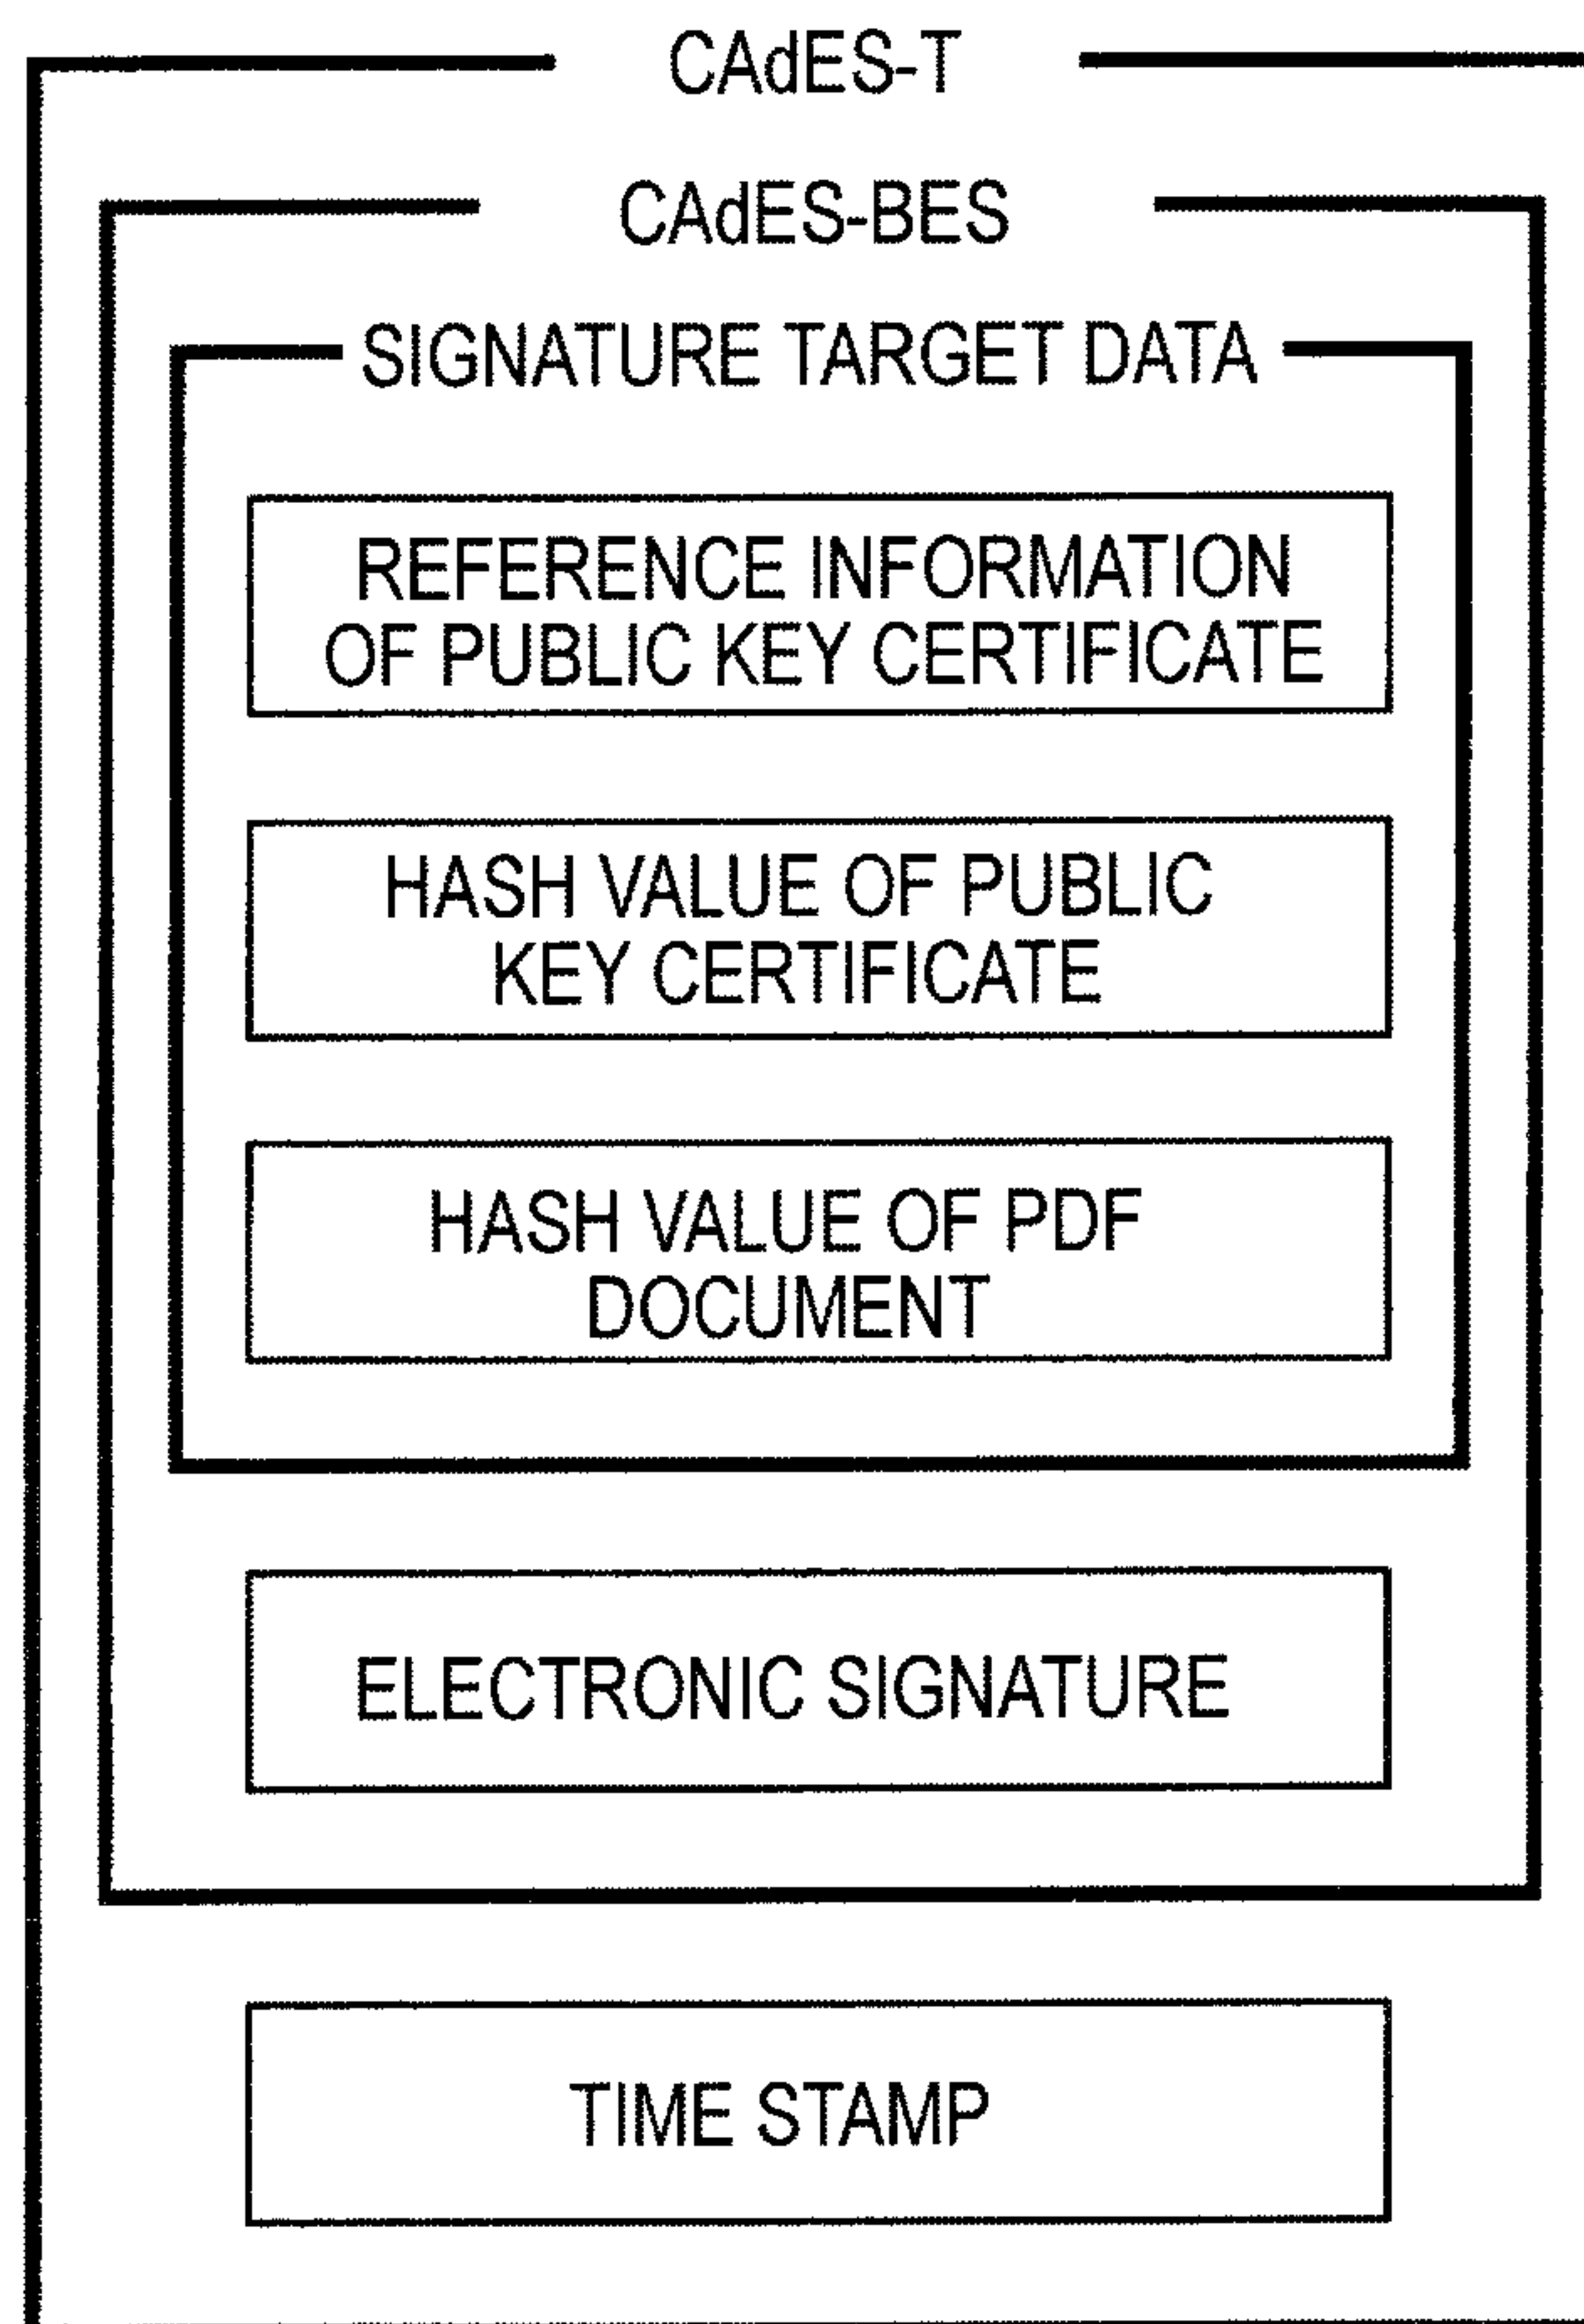 CAdES-T
CAdES-BES
SIGNATURE TARGET DATA
REFERENCE INFORMATION
OF PUBLIC KEY CERTIFICATE
HASH VALUE OF PUBLIC
KEY CERTIFICATE
HASH VALUE OF PDF
DOCUMENT
ELECTRONIC SIGNATURE
TIME STAMP